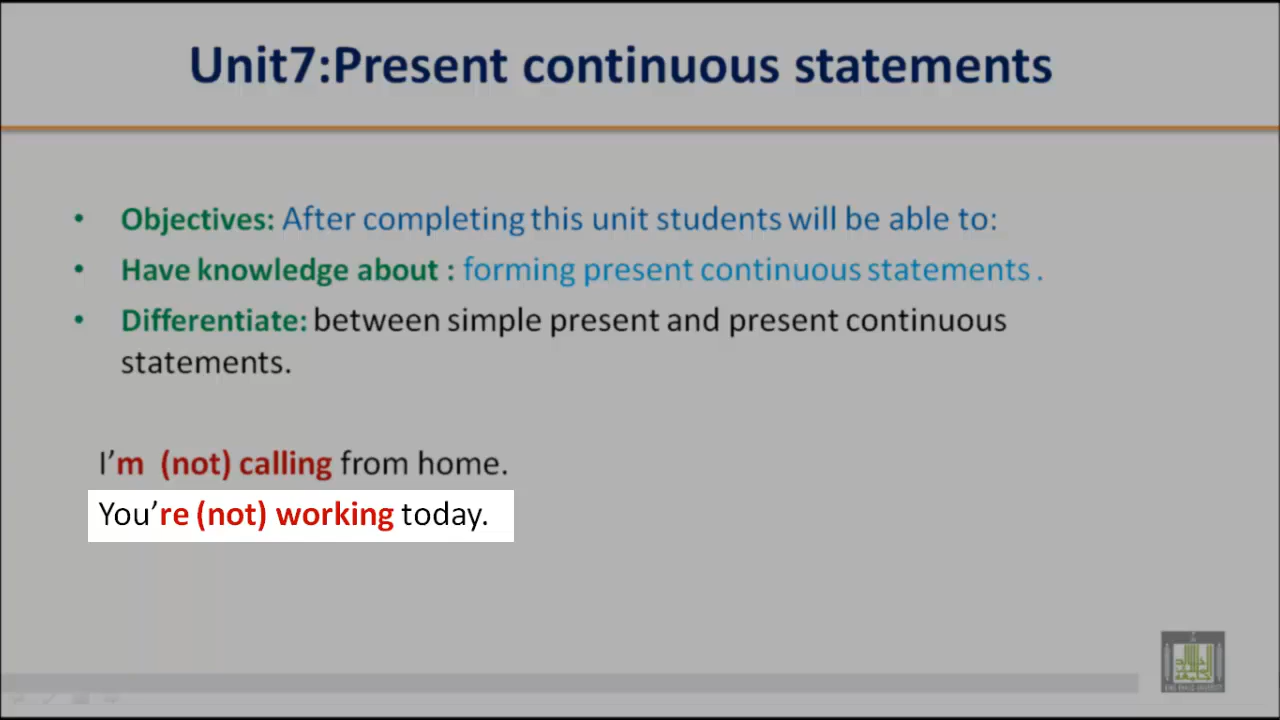 Unit7:Present continuous statements
• Objectives: After completing this unit students will be able to:
• Have knowledge about : forming present continuous statements .
• Differentiate: between simple present and present continuous
statements.
I’m (not) calling from home.
You’re (not) working today.